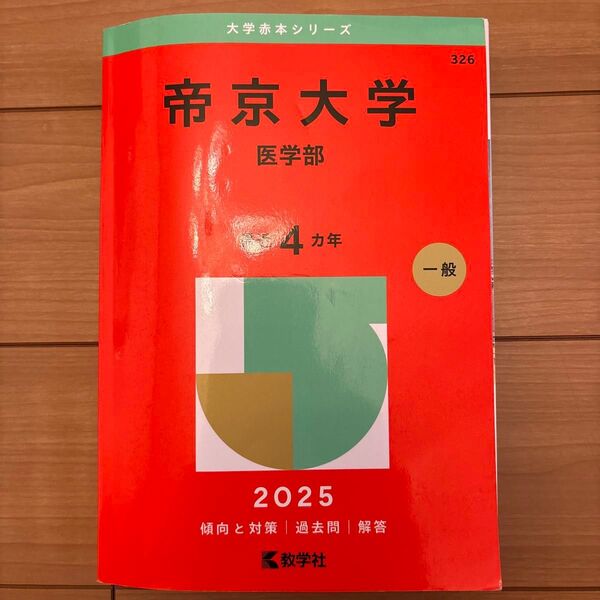 大学赤本シリーズ
326
帝京大学
医学部
4カ年
一般
2025
傾向と対策｜過去問｜解答
教学社